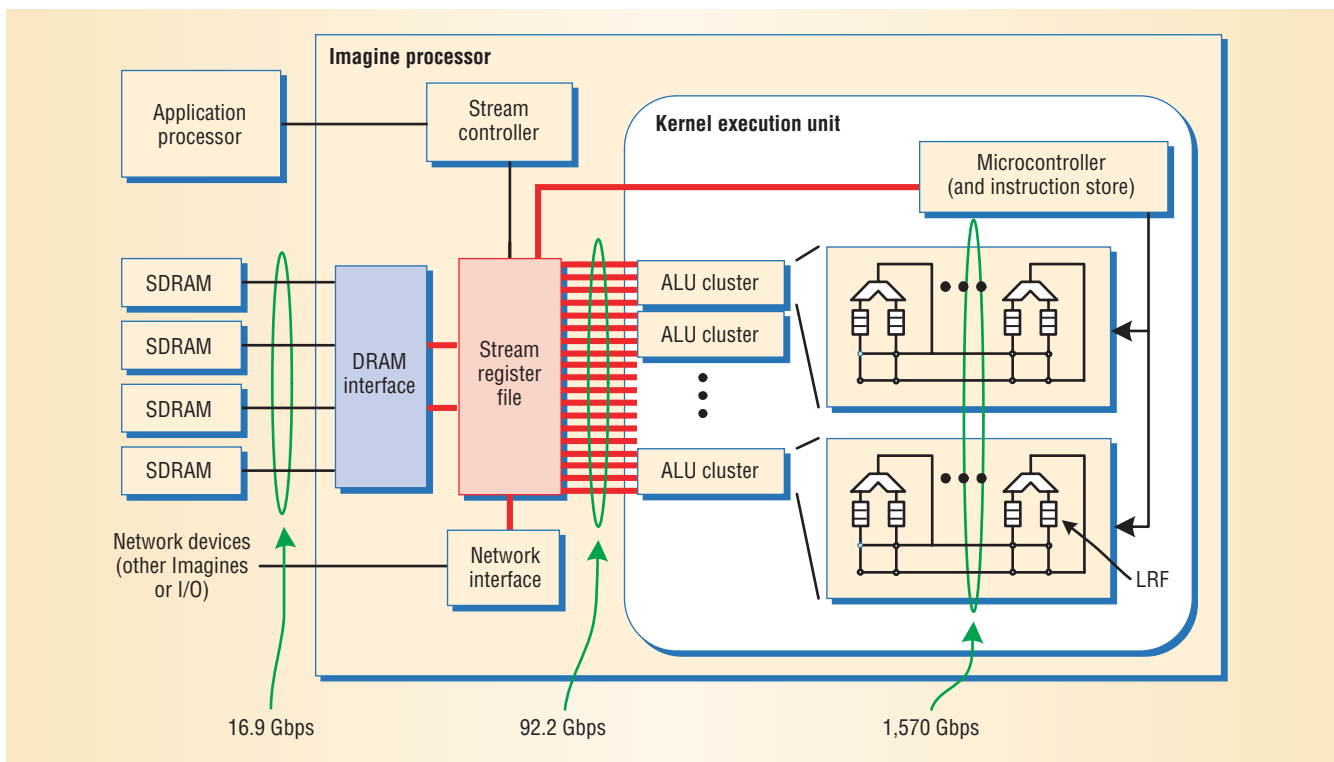 Imagine processor
Application
processor
Stream
controller
Kernel execution unit
Microcontroller
(and instruction store)
SDRAM
SDRAM
SDRAM
SDRAM
DRAM
interface
Stream
register
file
ALU cluster
ALU cluster
ALU cluster
Network devices
(other Imagines
or I/O)
Network
interface
LRF
16.9 Gbps
92.2 Gbps
1,570 Gbps